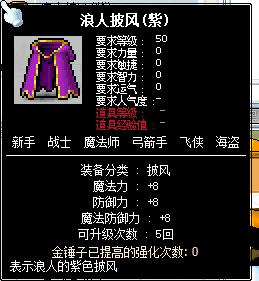 浪人披风(紫)
要求等级 : 50
要求力量 : 0
要求敏捷 : 0
要求智力 : 0
要求运气 : 0
要求人气度 : -
道具等级 : -
道具经验值 : -
新手 战士 魔法师 弓箭手 飞侠 海盗
装备分类 : 披风
魔法力 : +8
防御力 : +8
魔法防御力 : +8
可升级次数 : 5回
金锤子已提高的强化次数: 0
表示浪人的紫色披风